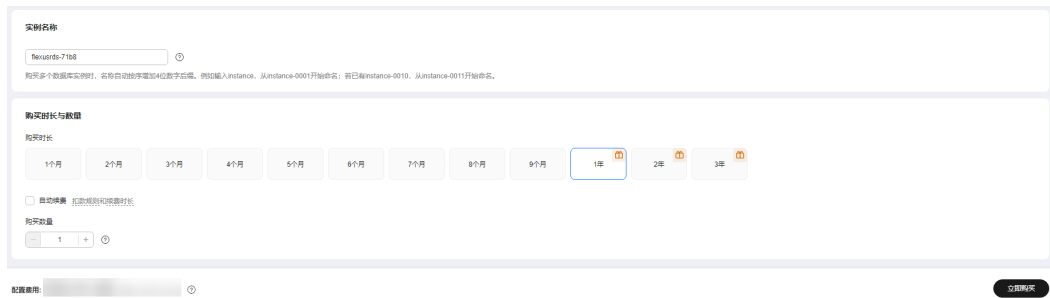 实例名称
flexusrds-71b8
购买多个数据库实例时，名称自动按序增加4位数字后缀。例如输入instance，从instance-0001开始命名；若已有instance-0010，从instance-0011开始命名。
购买时长与数量
购买时长
1个月 2个月 3个月 4个月 5个月 6个月 7个月 8个月 9个月 1年 2年 3年
自动续费 扣款规则和续费时长
购买数量
1
配置费用:
立即购买